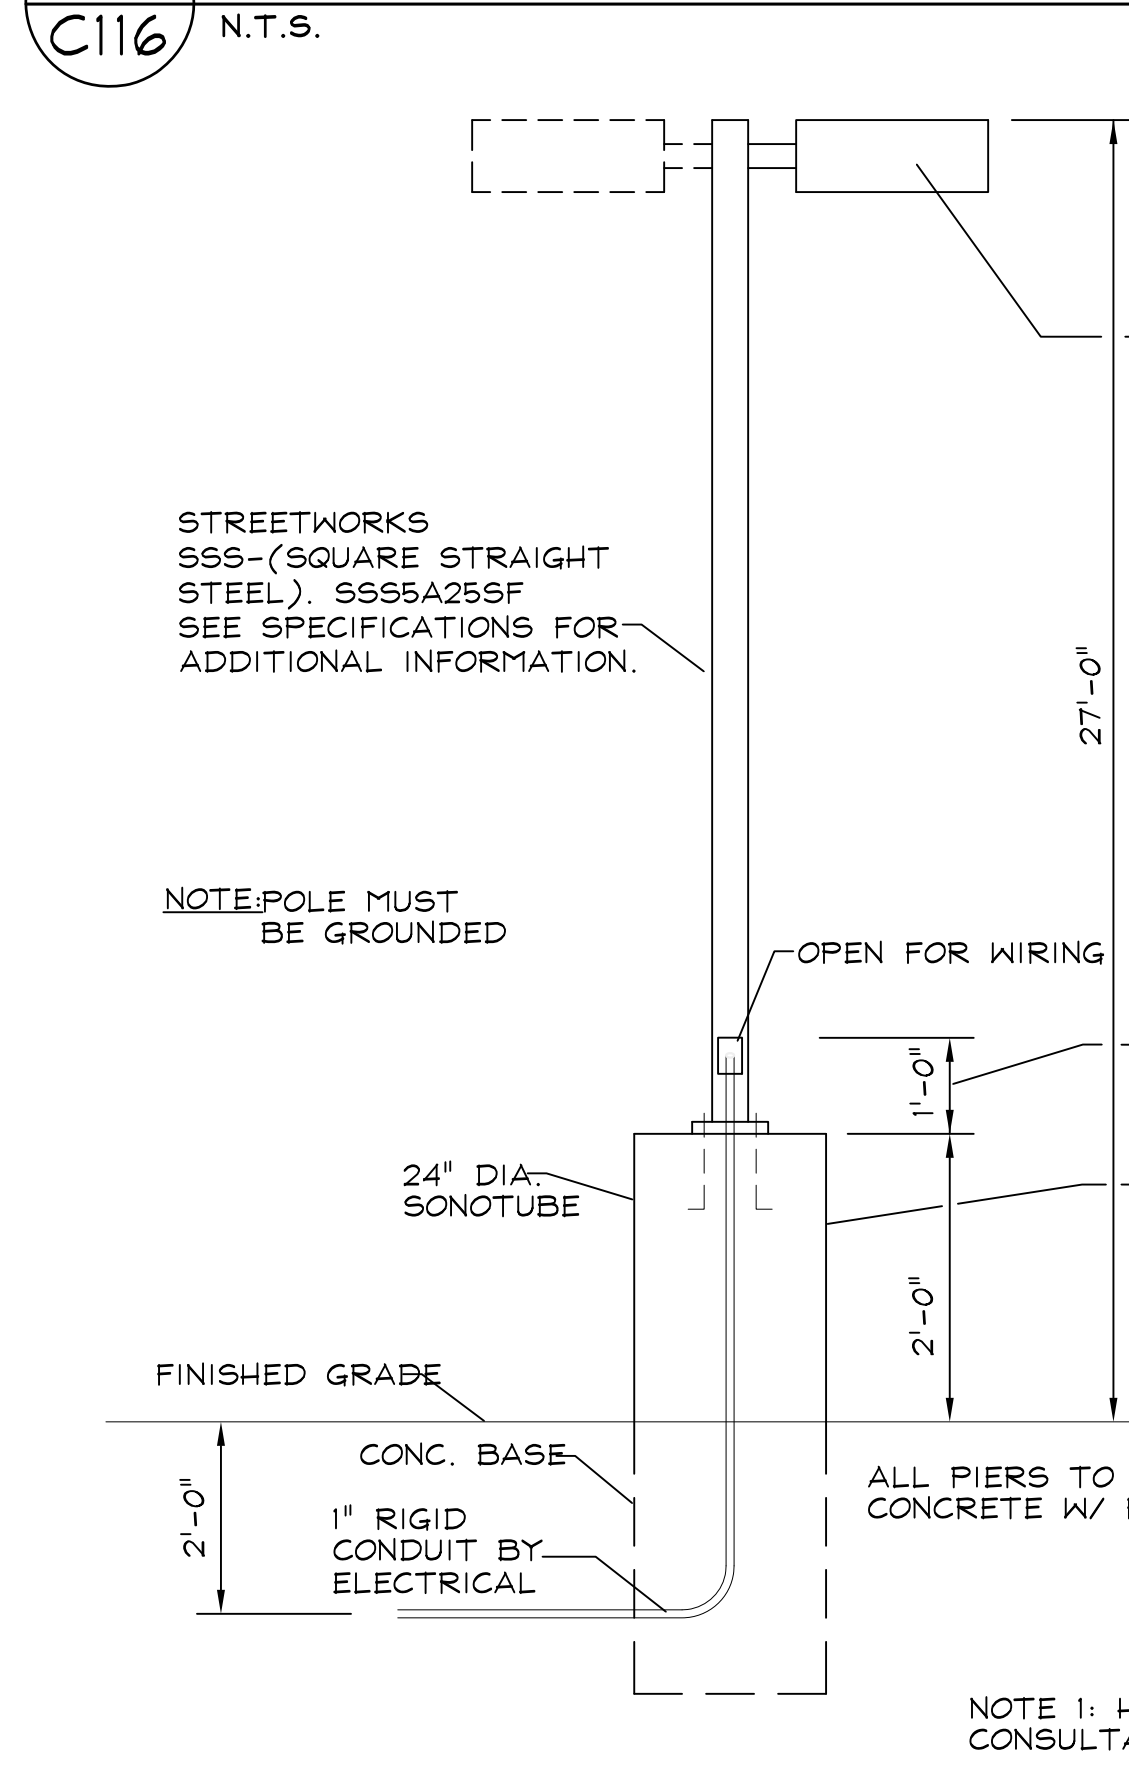 C116
N.T.S.
STREETWORKS
SSS-(SQUARE STRAIGHT
STEEL). SSS5A25SF
SEE SPECIFICATIONS FOR
ADDITIONAL INFORMATION.
27'-0"
NOTE: POLE MUST
BE GROUNDED
OPEN FOR WIRING
1'-0"
24" DIA.
SONOTUBE
2'-0"
FINISHED GRADE
CONC. BASE
2'-0"
1" RIGID
CONDUIT BY
ELECTRICAL
ALL PIERS TO
CONCRETE W/
NOTE 1: